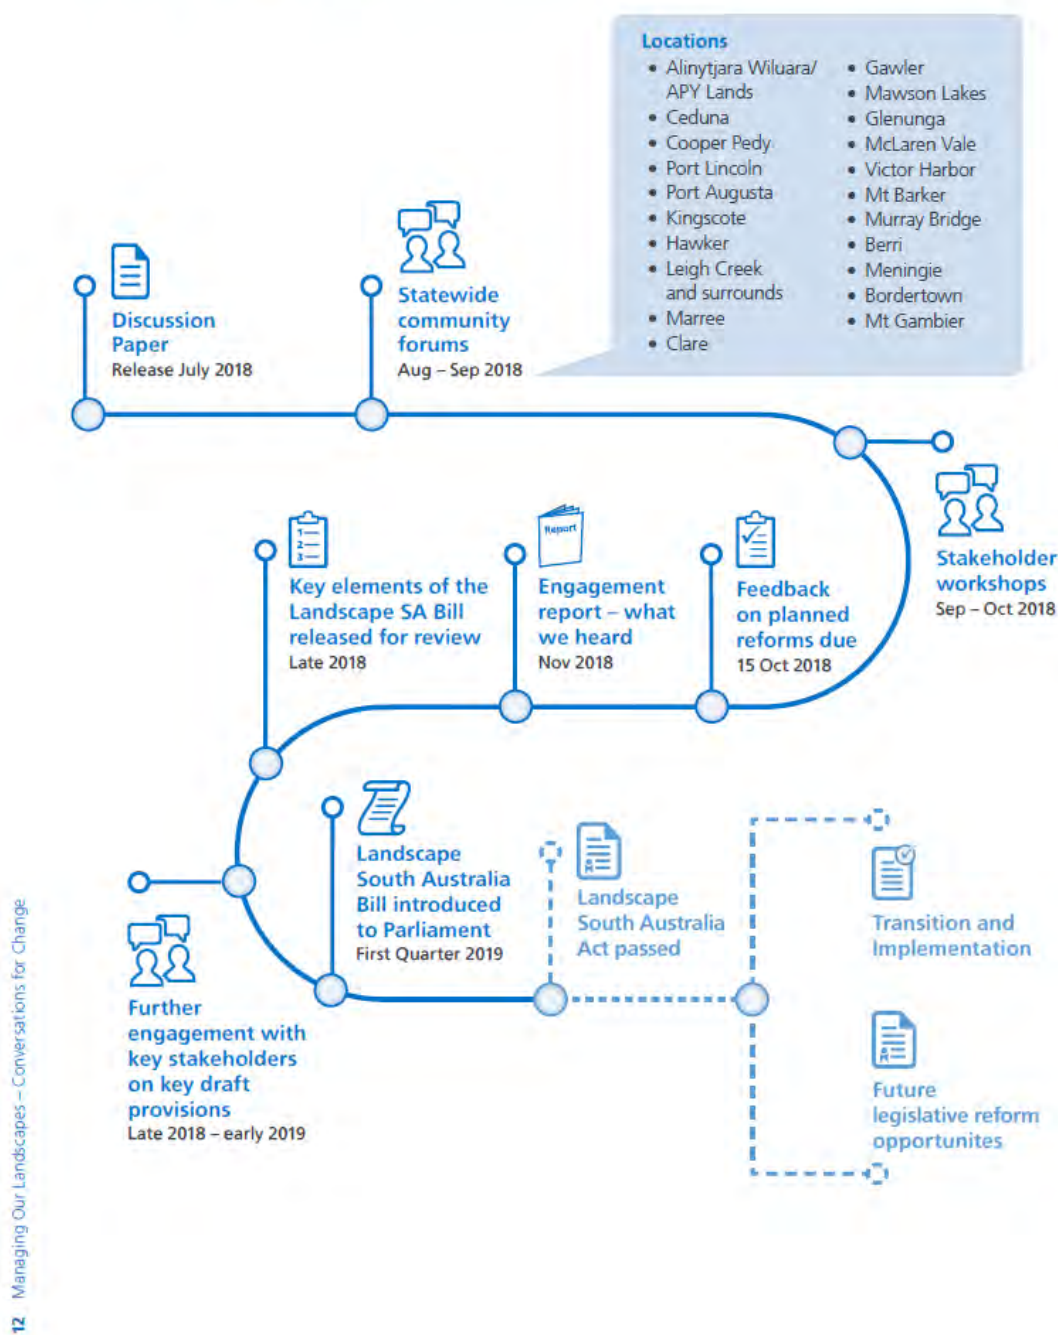 Locations
• Alinytjara Wiluara/
APY Lands
• Ceduna
• Cooper Pedy
• Port Lincoln
• Port Augusta
• Kingscote
• Hawker
• Leigh Creek
and surrounds
• Marree
• Clare
• Gawler
• Mawson Lakes
• Glenunga
• McLaren Vale
• Victor Harbor
• Mt Barker
• Murray Bridge
• Berri
• Meningie
• Bordertown
• Mt Gambier
Discussion
Paper
Release July 2018
Statewide
community
forums
Aug – Sep 2018
Stakeholder
workshops
Sep – Oct 2018
Feedback
on planned
reforms due
15 Oct 2018
Report
Engagement
report – what
we heard
Nov 2018
1
2
3
Key elements of the
Landscape SA Bill
released for review
Late 2018
Further
engagement with
key stakeholders
on key draft
provisions
Late 2018 – early 2019
Landscape
South Australia
Bill introduced
to Parliament
First Quarter 2019
Landscape
South Australia
Act passed
Transition and
Implementation
Future
legislative reform
opportunites
12 Managing Our Landscapes – Conversations for Change